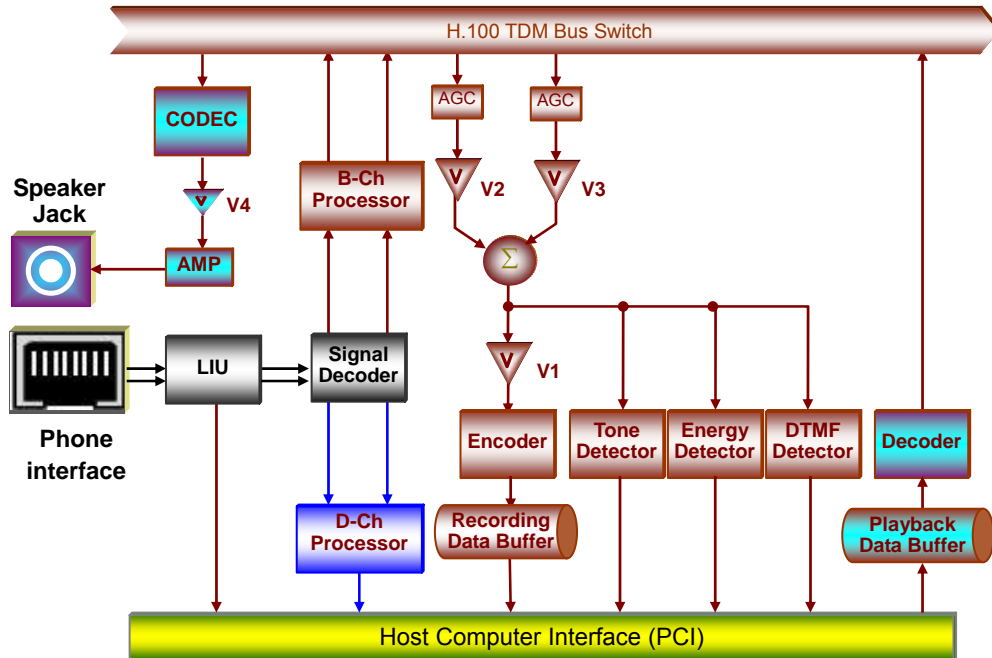 H.100 TDM Bus Switch
CODEC
AGC
AGC
V
V2
V
V3
B-Ch
Processor
V
V4
Speaker
Jack
AMP
Σ
Phone
interface
LIU
Signal
Decoder
V
V1
Encoder
Tone
Detector
Energy
Detector
DTMF
Detector
Decoder
D-Ch
Processor
Recording
Data Buffer
Playback
Data Buffer
Host Computer Interface (PCI)